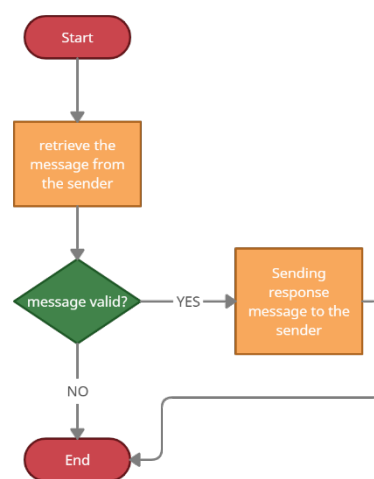 Start
retrieve the
message from
the sender
message valid?
YES
Sending
response
message to the
sender
NO
End